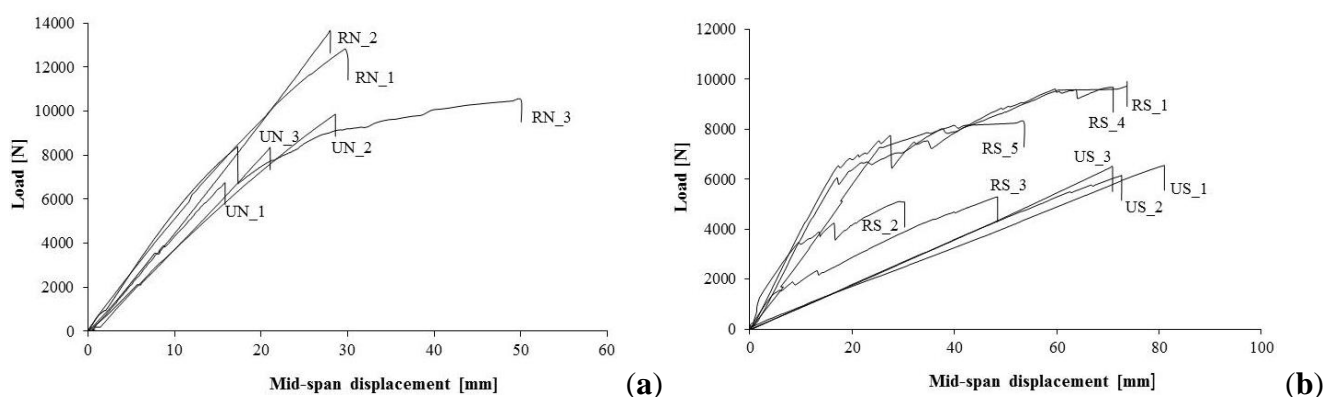 14000
12000
10000
8000
6000
4000
2000
0
Load [N]
RN_2
RN_1
RN_3
UN_3
UN_2
UN_1
0 10 20 30 40 50 60
Mid-span displacement [mm]
(a)
12000
10000
8000
6000
4000
2000
0
Load [N]
RS_1
RS_4
RS_5
US_3
RS_3
US_1
US_2
RS_2
0 20 40 60 80 100
Mid-span displacement [mm]
(b)